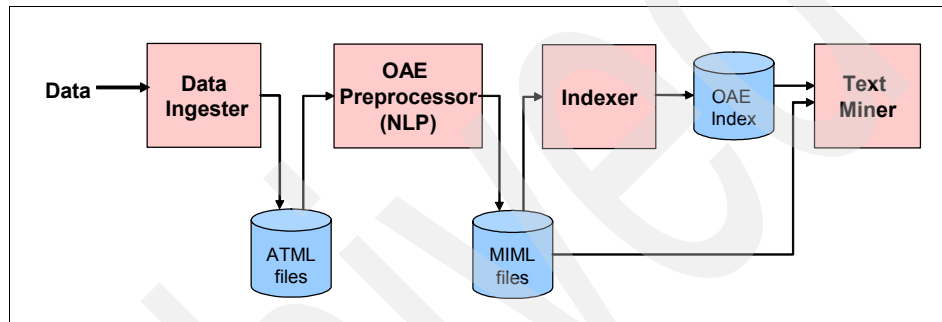 Data
Data
Ingester
OAE
Preprocessor
(NLP)
Indexer
OAE
Index
Text
Miner
ATML
files
MIML
files